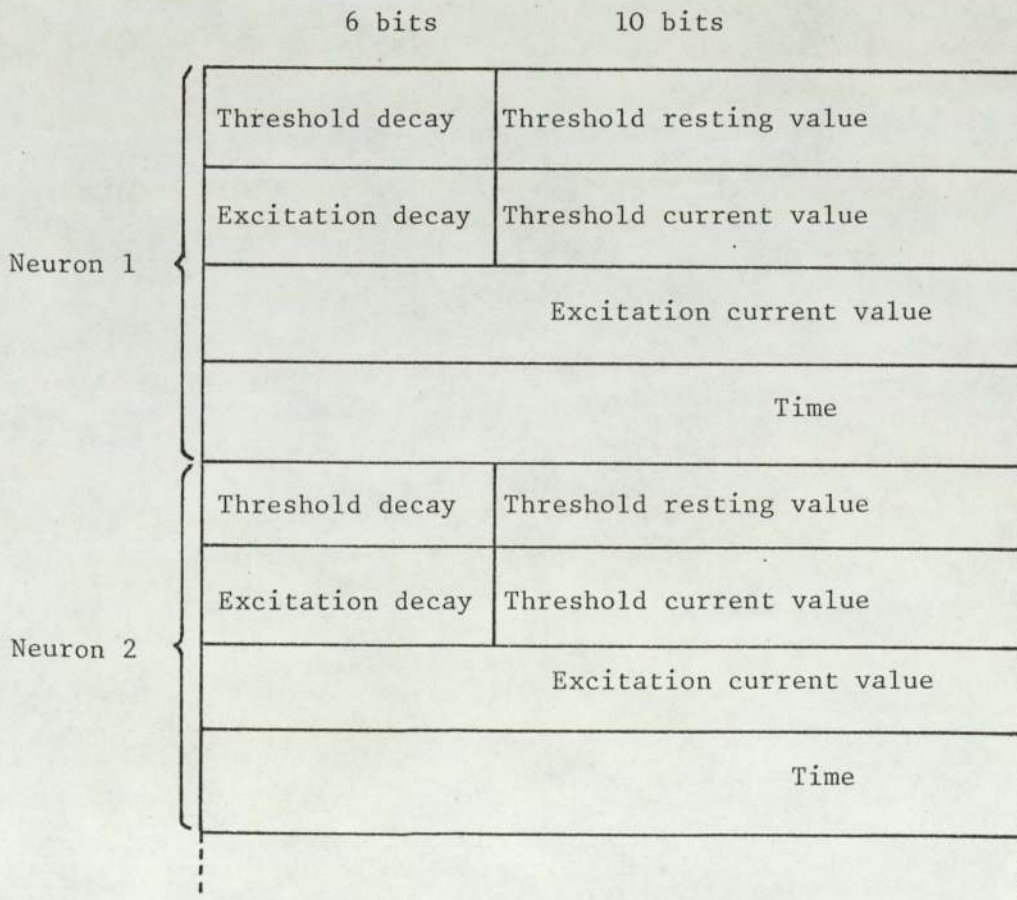 6 bits 10 bits
Threshold decay Threshold resting value
Excitation decay Threshold current value
Neuron 1
Excitation current value
Time
Threshold decay Threshold resting value
Excitation decay Threshold current value
Neuron 2
Excitation current value
Time